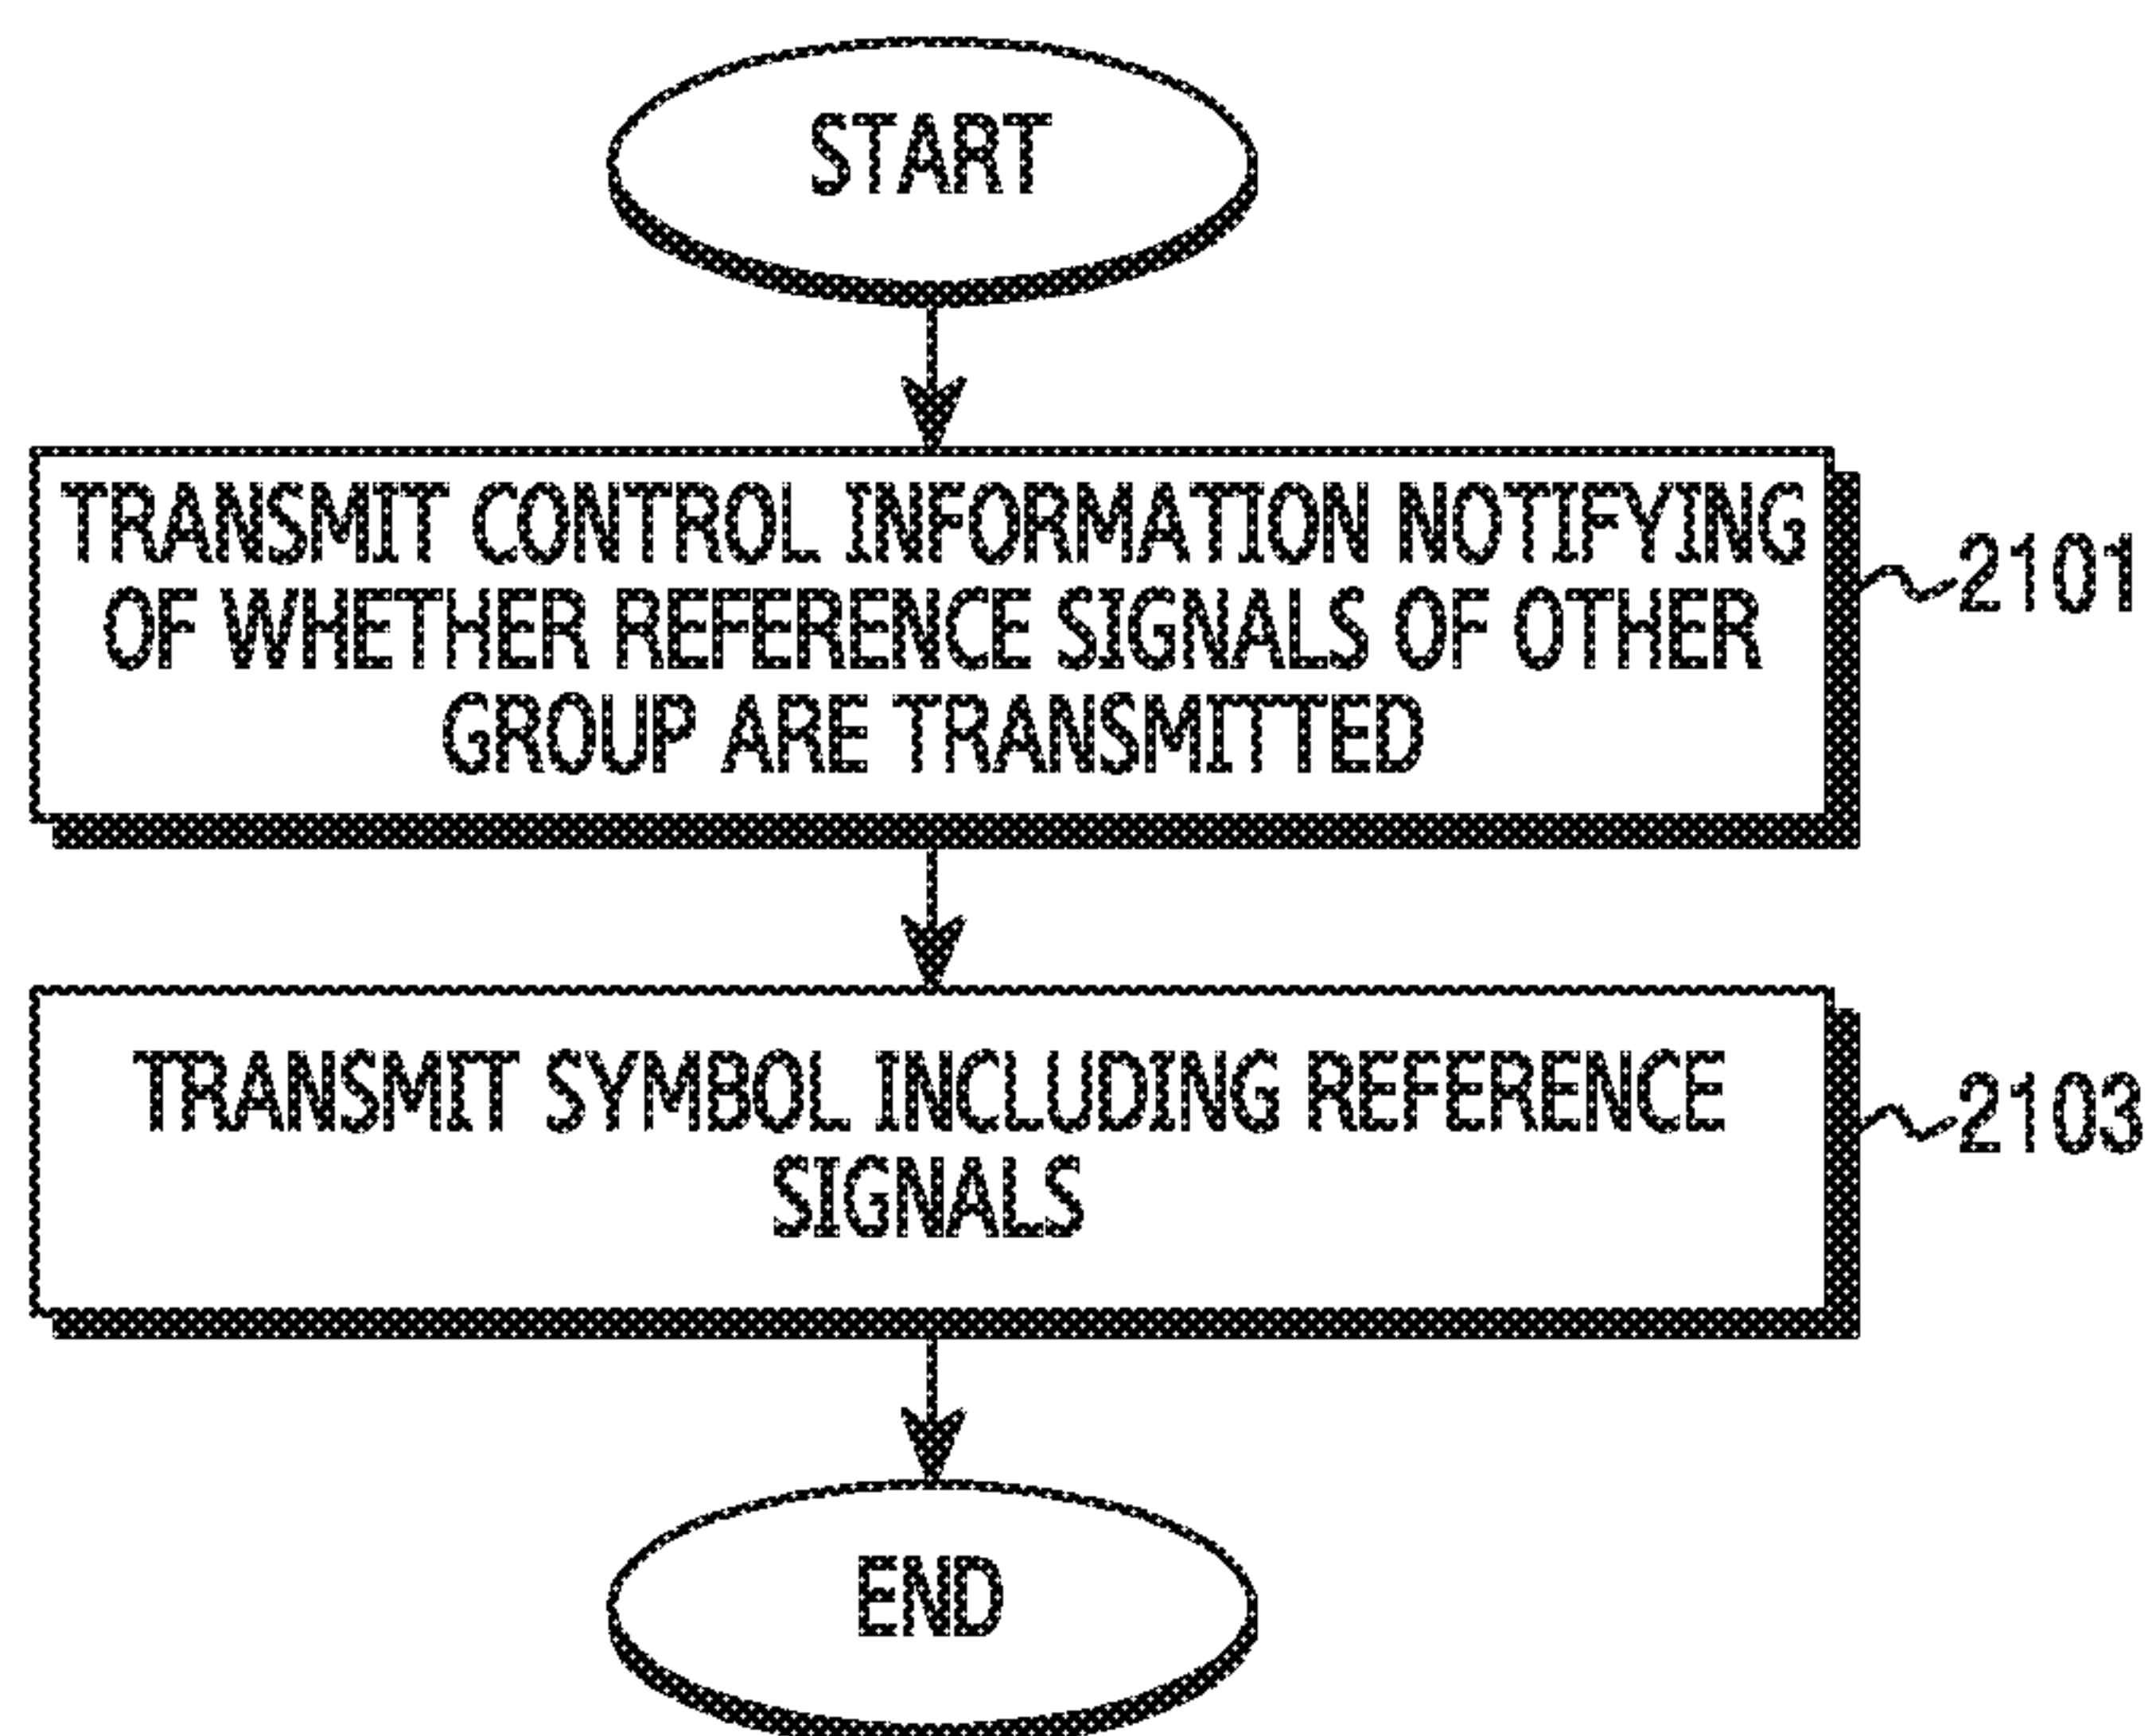 START
TRANSMIT CONTROL INFORMATION NOTIFYING
OF WHETHER REFERENCE SIGNALS OF OTHER
GROUP ARE TRANSMITTED
2101
TRANSMIT SYMBOL INCLUDING REFERENCE
SIGNALS
2103
END